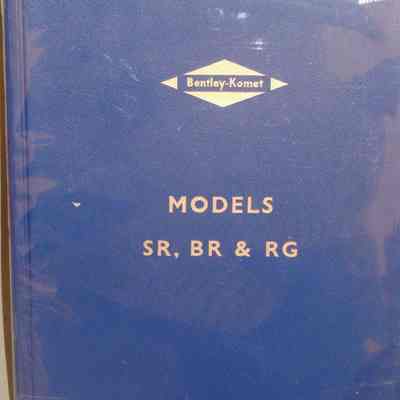 Bentley-Komet
MODELS
SR, BR & RG